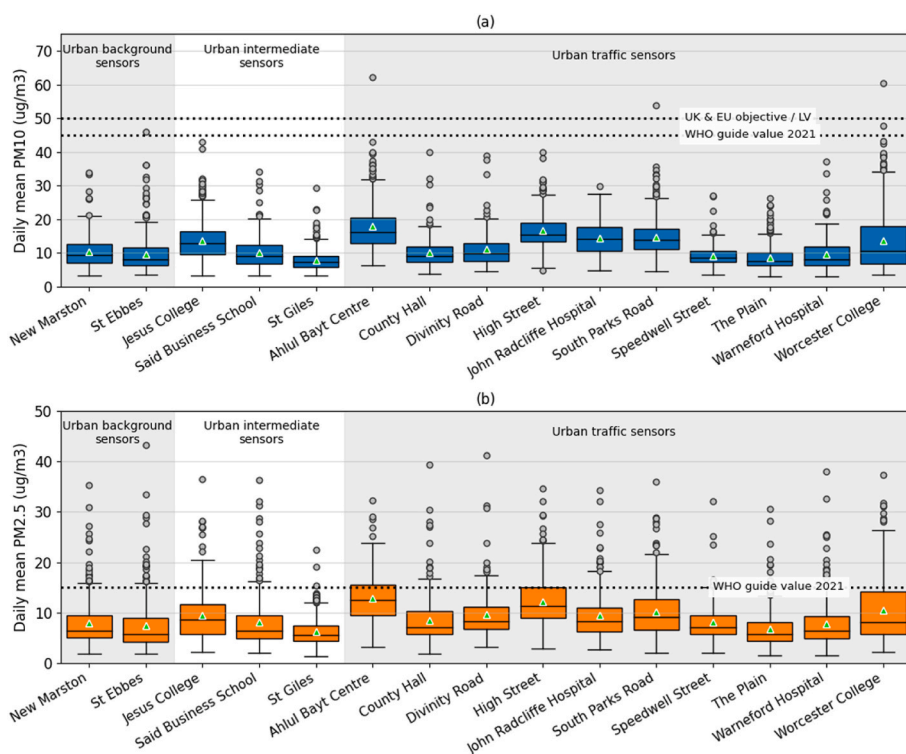 (a)
Urban background
sensors
Urban intermediate
sensors
Urban traffic sensors
UK & EU objective / LV
WHO guide value 2021
Daily mean PM10 (ug/m3)
70
60
50
40
30
20
10
0
New Marston
St Ebbes
Jesus College
Said Business School
St Giles
Ahlul Bayt Centre
County Hall
Divinity Road
High Street
John Radcliffe Hospital
South Parks Road
Speedwell Street
The Plain
Warneford Hospital
Worcester College
(b)
Urban background
sensors
Urban intermediate
sensors
Urban traffic sensors
WHO guide value 2021
Daily mean PM2.5 (ug/m3)
50
40
30
20
10
0
New Marston
St Ebbes
Jesus College
Said Business School
St Giles
Ahlul Bayt Centre
County Hall
Divinity Road
High Street
John Radcliffe Hospital
South Parks Road
Speedwell Street
The Plain
Warneford Hospital
Worcester College